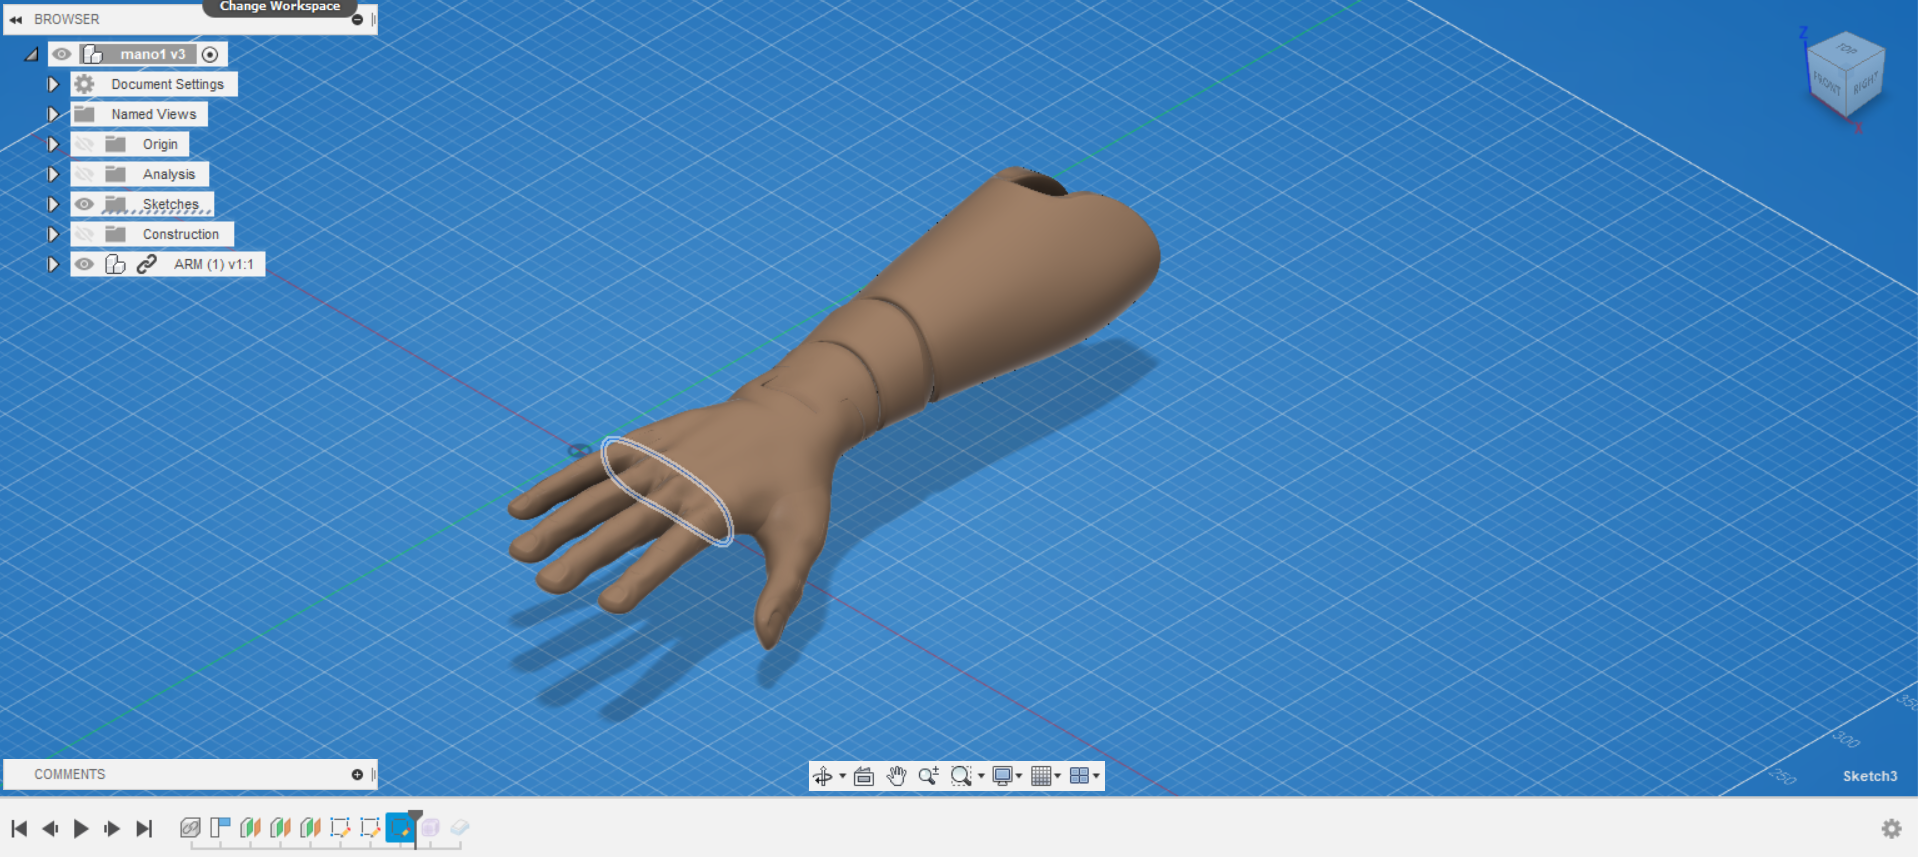 Change Workspace
BROWSER
mano1 v3
Document Settings
Named Views
Origin
Analysis
Sketches
Construction
ARM (1) v1:1
Z
TOP
FRONT
RIGHT
X
350
300
250
Sketch3
COMMENTS